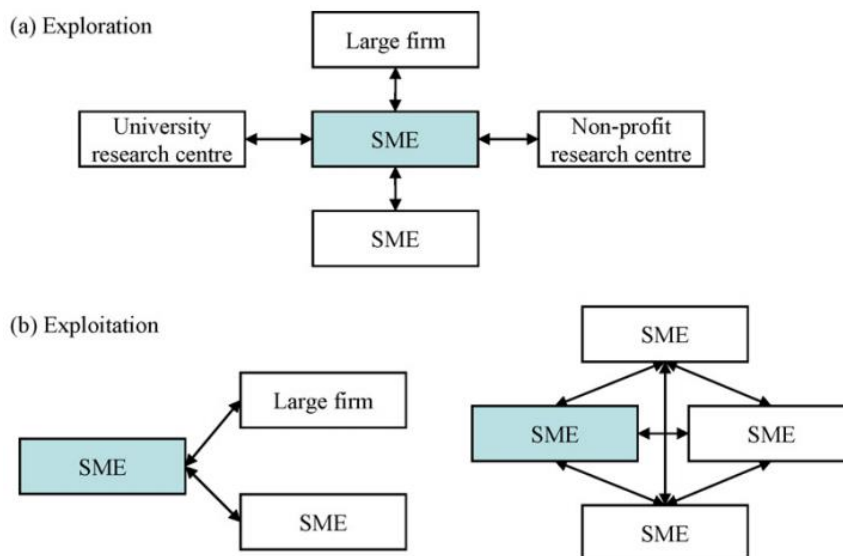 (a) Exploration
Large firm
University
research centre
SME
Non-profit
research centre
SME
(b) Exploitation
Large firm
SME
SME
SME
SME
SME
SME